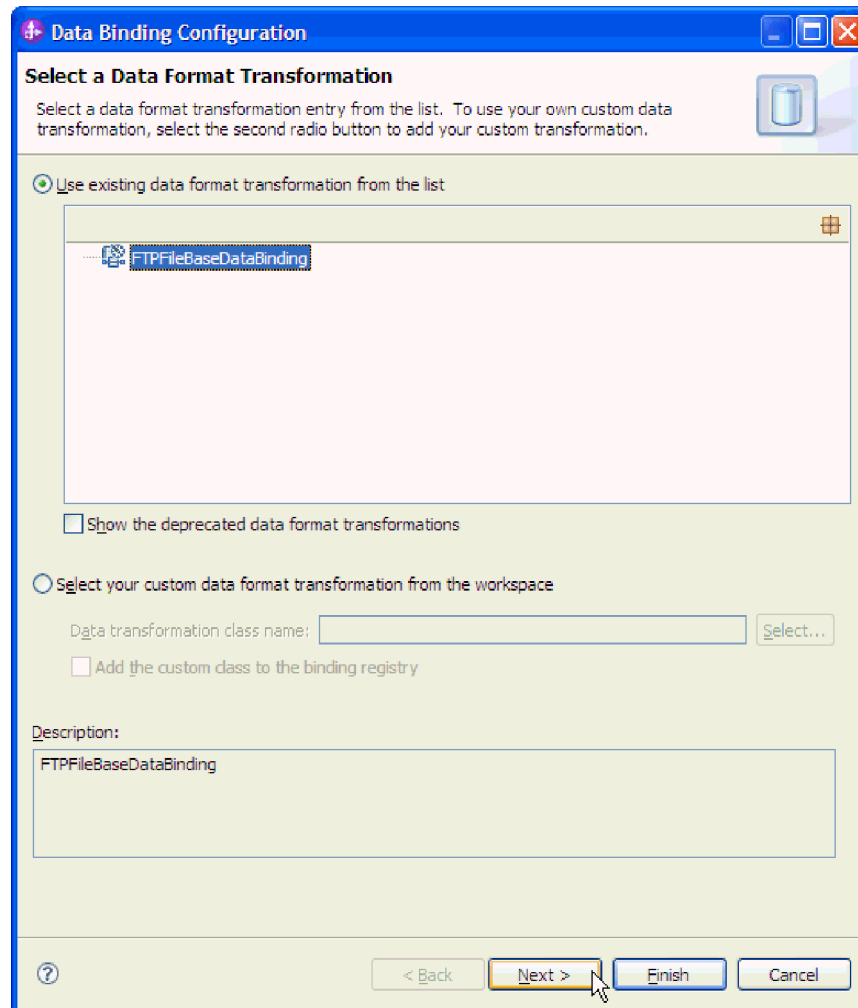 Data Binding Configuration
Select a Data Format Transformation
Select a data format transformation entry from the list. To use your own custom data
transformation, select the second radio button to add your custom transformation.
Use existing data format transformation from the list
FTPFileBaseDataBinding
Show the deprecated data format transformations
Select your custom data format transformation from the workspace
Data transformation class name:
Select...
Add the custom class to the binding registry
Description:
FTPFileBaseDataBinding
?
< Back
Next >
Finish
Cancel